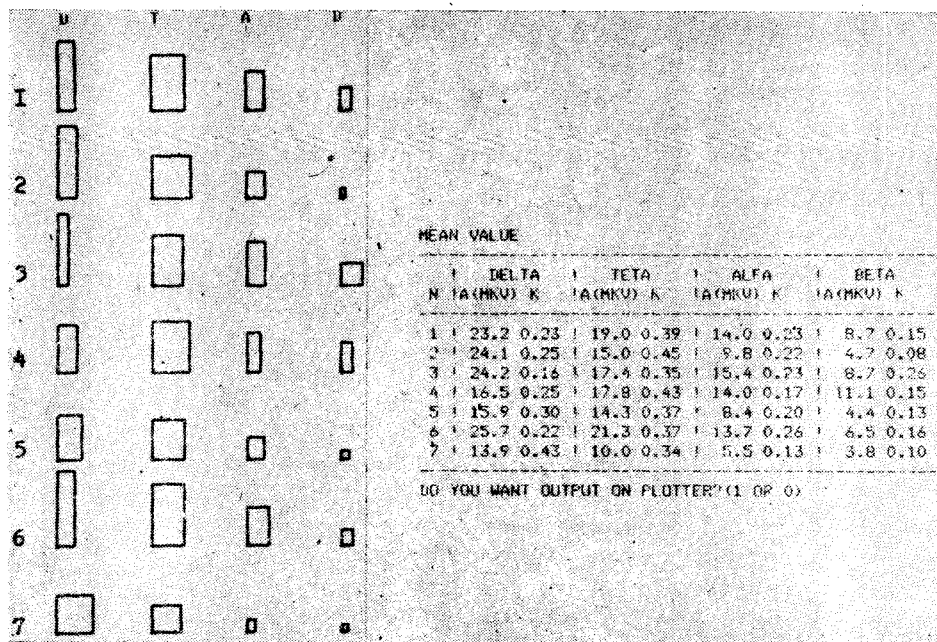 D T A D
1
2
3
4
5
6
7
MEAN VALUE
! DELTA ! TETA ! ALFA ! BETA
N !A(MKV) K !A(MKV) K !A(MKV) K !A(MKV) K
1 ! 23.2 0.23 ! 19.0 0.39 ! 14.0 0.23 ! 8.7 0.15
2 ! 24.1 0.25 ! 15.0 0.45 ! 9.8 0.22 ! 4.7 0.08
3 ! 24.2 0.16 ! 17.4 0.35 ! 15.4 0.23 ! 8.7 0.26
4 ! 16.5 0.25 ! 17.8 0.43 ! 14.0 0.17 ! 11.1 0.15
5 ! 15.9 0.30 ! 14.3 0.37 ! 8.4 0.20 ! 4.4 0.13
6 ! 25.7 0.22 ! 21.3 0.37 ! 13.7 0.26 ! 6.5 0.16
7 ! 13.9 0.43 ! 10.0 0.34 ! 5.5 0.13 ! 3.8 0.10
DO YOU WANT OUTPUT ON PLOTTER?(1 OR 0)